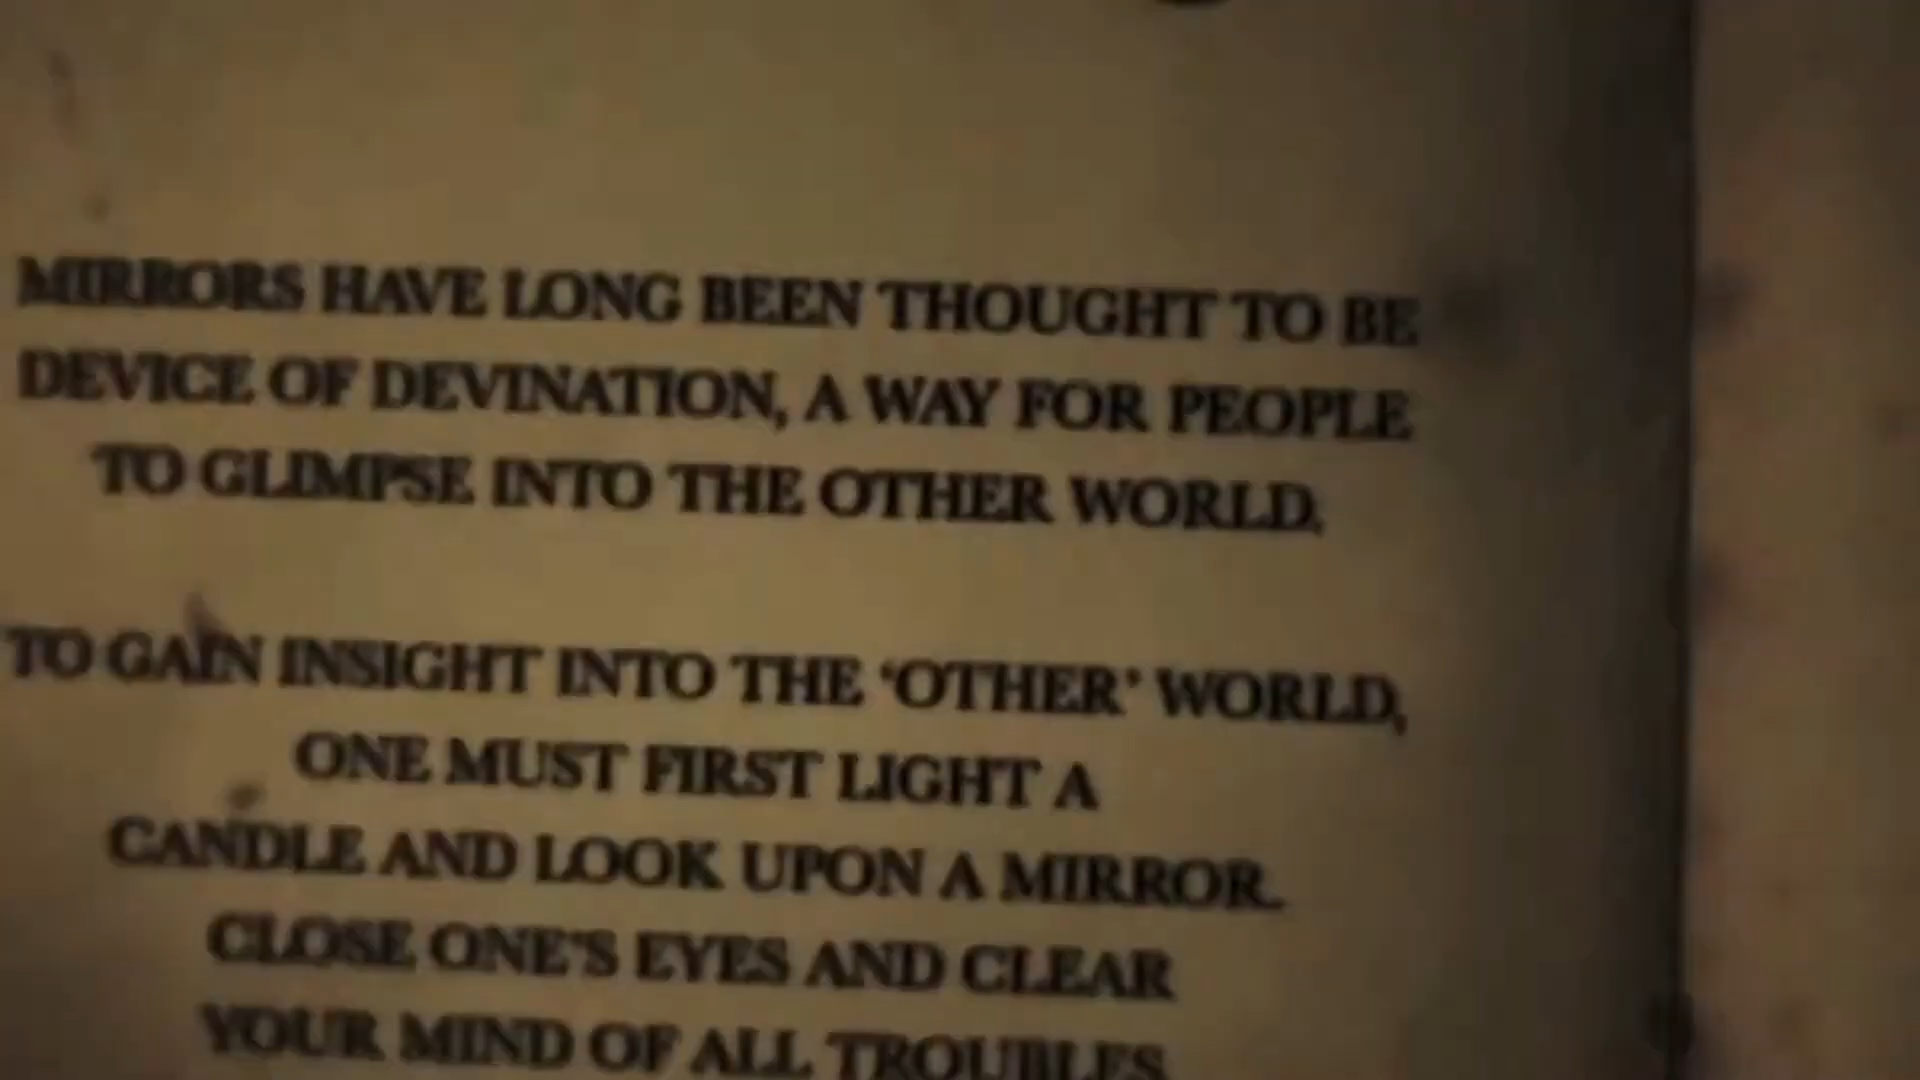 MIRRORS HAVE LONG BEEN THOUGHT TO BE
DEVICE OF DEVINATION, A WAY FOR PEOPLE
TO GLIMPSE INTO THE OTHER WORLD.
TO GAIN INSIGHT INTO THE ‘OTHER’ WORLD,
ONE MUST FIRST LIGHT A
CANDLE AND LOOK UPON A MIRROR.
CLOSE ONE'S EYES AND CLEAR
YOUR MIND OF ALL TROUBLES.